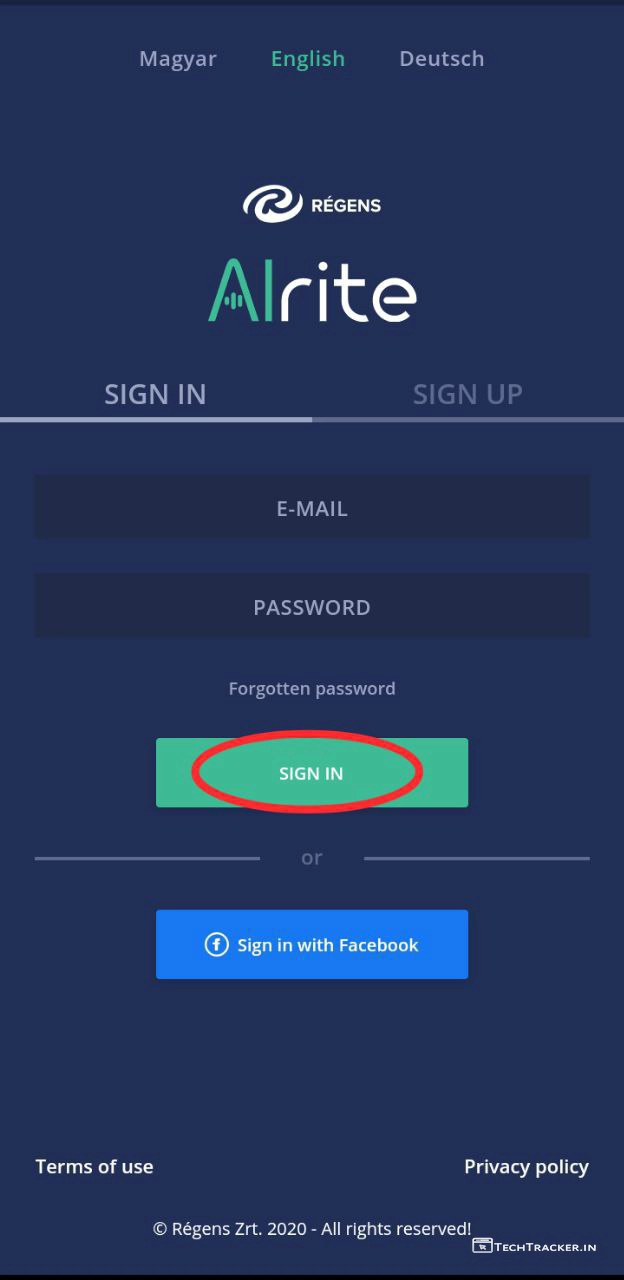 Magyar English Deutsch
RÉGENS
AIrite
SIGN IN SIGN UP
E-MAIL
PASSWORD
Forgotten password
SIGN IN
or
Sign in with Facebook
Terms of use Privacy policy
© Régens Zrt. 2020 - All rights reserved!
TECHTRACKER.IN